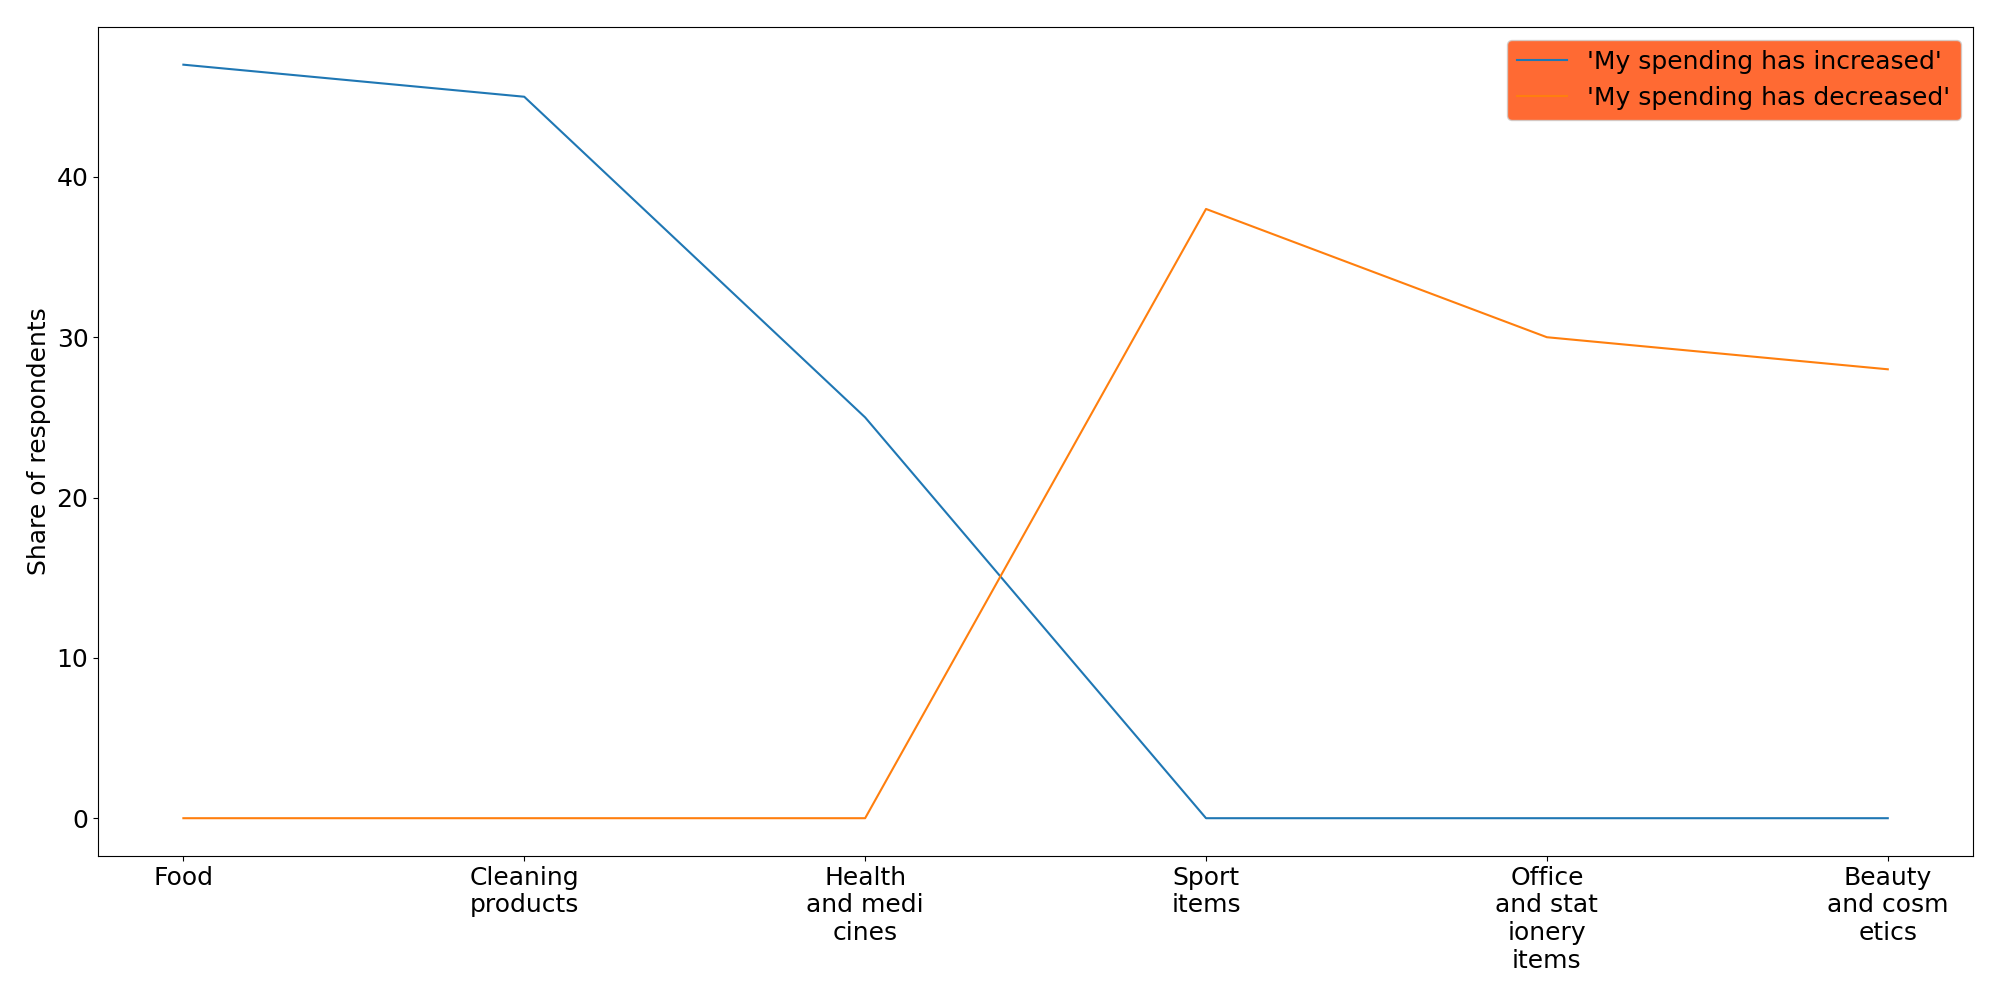 'My spending has increased'
'My spending has decreased'
Share of respondents
40
30
20
10
0
Food
Cleaning
products
Health
and medi
cines
Sport
items
Office
and stat
ionery
items
Beauty
and cosm
etics